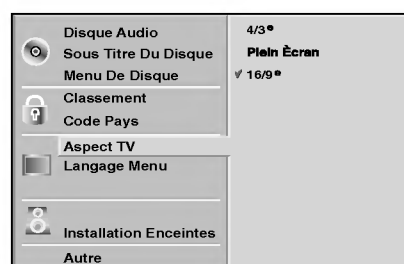 Disque Audio
Sous Titre Du Disque
Menu De Disque
Classement
Code Pays
Aspect TV
Langage Menu
Installation Enceintes
Autre
4/3
Plein Ècran
16/9